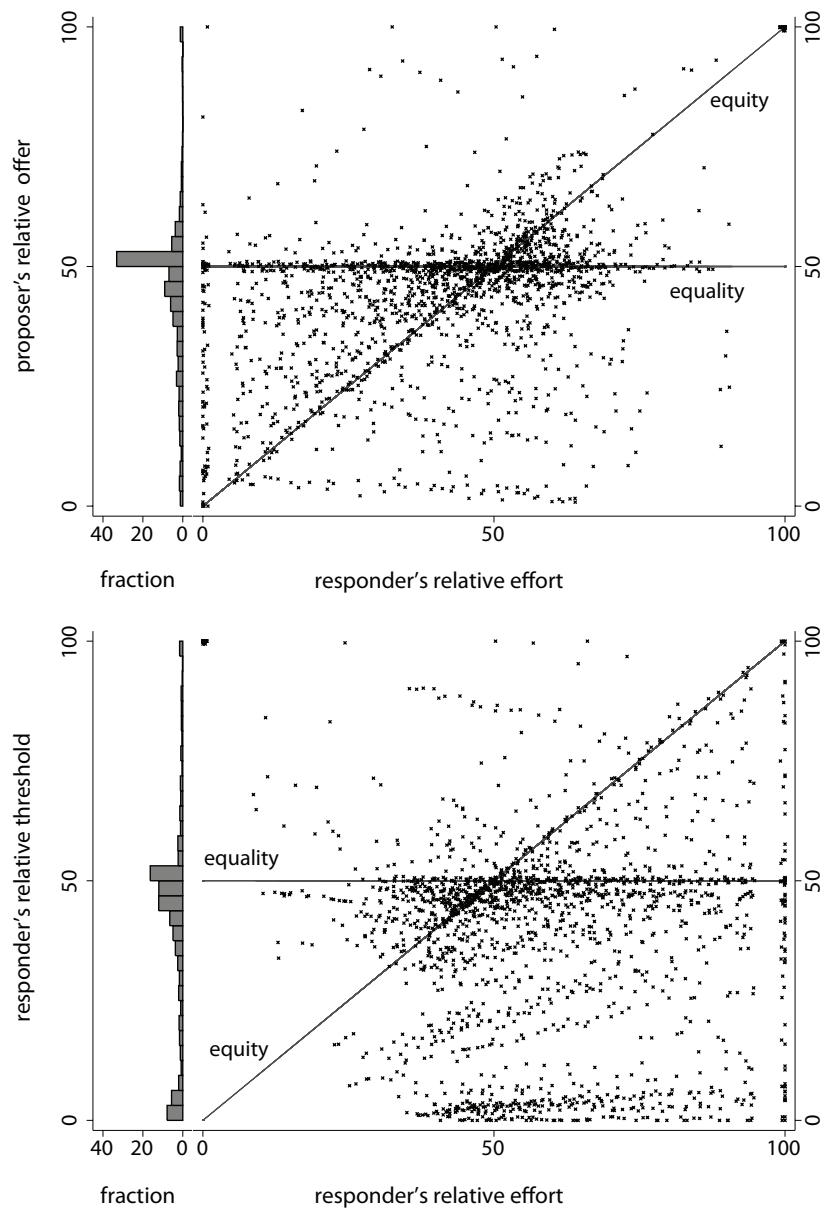 100
100
equity
proposer's relative offer
50
50
equality
0
0
40 20 0 0 50 100
fraction
responder's relative effort
100
100
responder's relative threshold
equality
50
50
equity
0
0
40 20 0 0 50 100
fraction
responder's relative effort